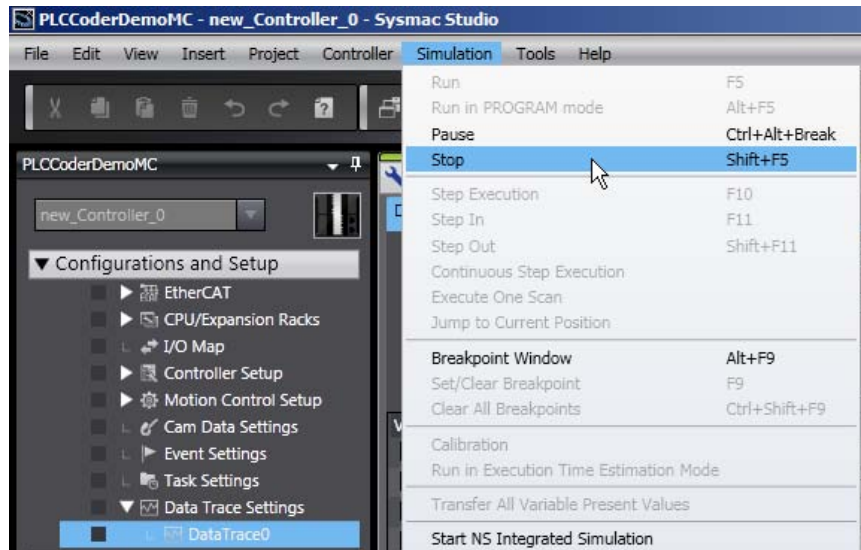 PLCCoderDemoMC - new_Controller_0 - Sysmac Studio
File Edit View Insert Project Controller Simulation Tools Help
PLCCoderDemoMC
new_Controller_0
Configurations and Setup
EtherCAT
CPU/Expansion Racks
I/O Map
Controller Setup
Motion Control Setup
Cam Data Settings
Event Settings
Task Settings
Data Trace Settings
DataTrace0
Run F5
Run in PROGRAM mode Alt+F5
Pause Ctrl+Alt+Break
Stop Shift+F5
Step Execution F10
Step In F11
Step Out Shift+F11
Continuous Step Execution
Execute One Scan
Jump to Current Position
Breakpoint Window Alt+F9
Set/Clear Breakpoint F9
Clear All Breakpoints Ctrl+Shift+F9
Calibration
Run in Execution Time Estimation Mode
Transfer All Variable Present Values
Start NS Integrated Simulation